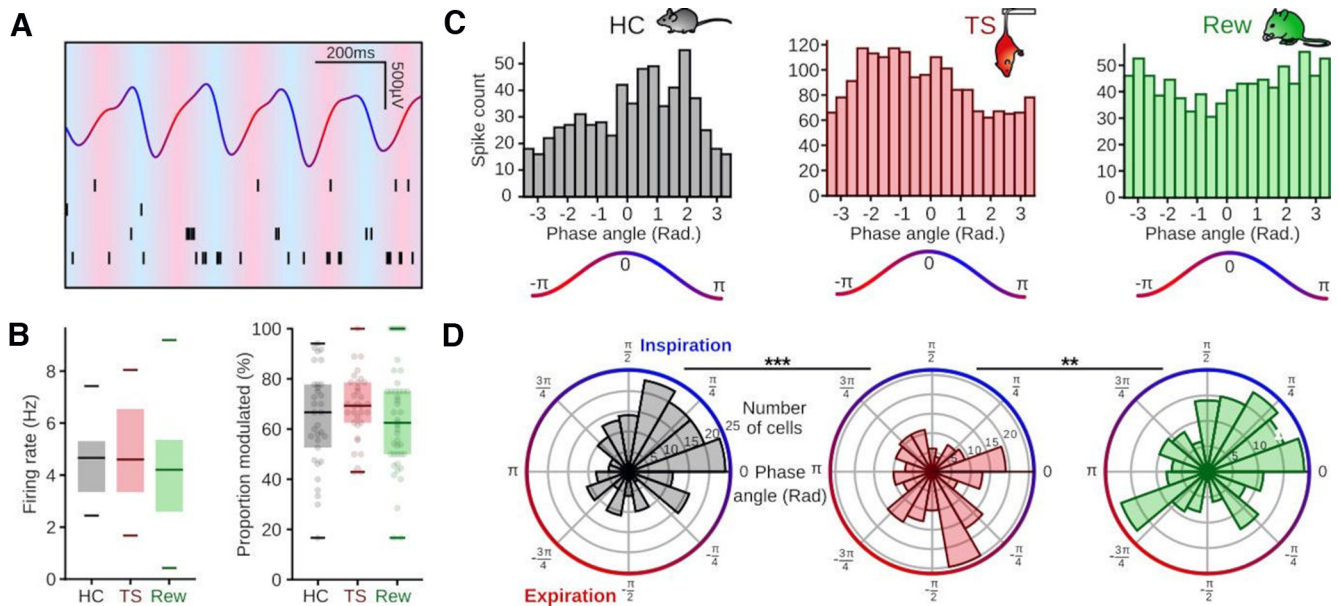 A
200ms
500µV
B
Firing rate (Hz)
8
6
4
2
0
HC TS Rew
Proportion modulated (%)
100
80
60
40
20
0
HC TS Rew
C
HC
Spike count
50
40
30
20
10
0
-3 -2 -1 0 1 2 3
Phase angle (Rad.)
-π 0 π
TS
120
100
80
60
40
20
0
-3 -2 -1 0 1 2 3
Phase angle (Rad.)
-π 0 π
Rew
50
40
30
20
10
0
-3 -2 -1 0 1 2 3
Phase angle (Rad.)
-π 0 π
D
Inspiration
Expiration
π/2
3π/4 π/4
π 0
-3π/4 -π/4
-π/2
5 10 15 20 25
Number
of cells
Phase
angle (Rad)
***
π/2
3π/4 π/4
π 0
-3π/4 -π/4
-π/2
5 10 15 20
**
π/2
3π/4 π/4
π 0
-3π/4 -π/4
-π/2
5 10